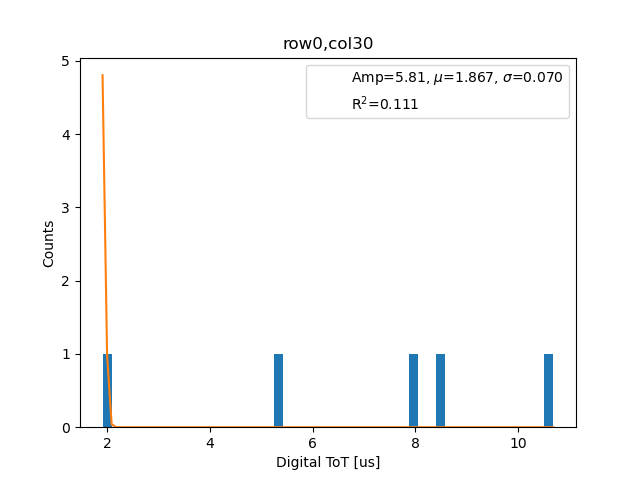 row0,col30
Amp=5.81, μ=1.867, σ=0.070
R²=0.111
Counts
5
4
3
2
1
0
2 4 6 8 10
Digital ToT [us]